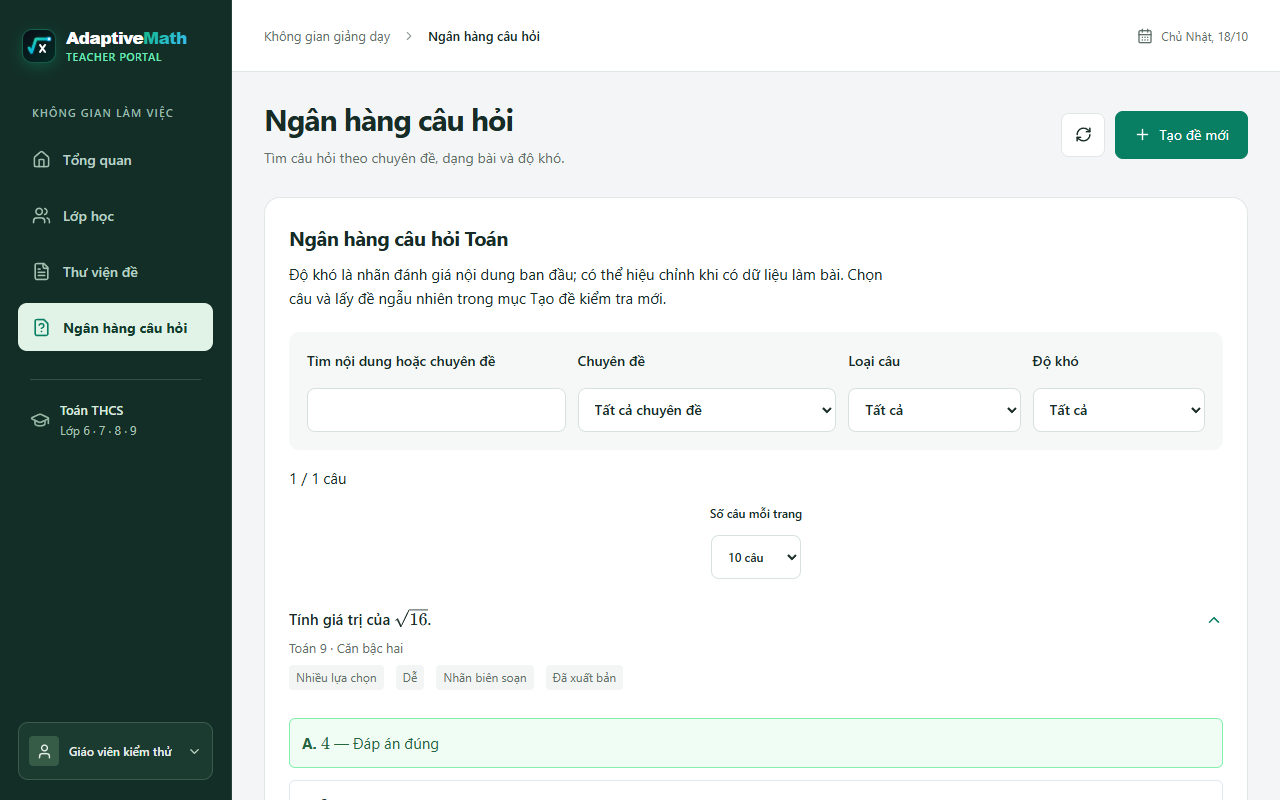 AdaptiveMath
TEACHER PORTAL
KHÔNG GIAN LÀM VIỆC
Tổng quan
Lớp học
Thư viện đề
Ngân hàng câu hỏi
Toán THCS
Lớp 6 · 7 · 8 · 9
Giáo viên kiểm thử
Không gian giảng dạy
Ngân hàng câu hỏi
Chủ Nhật, 18/10
Ngân hàng câu hỏi
Tìm câu hỏi theo chuyên đề, dạng bài và độ khó.
Tạo đề mới
Ngân hàng câu hỏi Toán
Độ khó là nhãn đánh giá nội dung ban đầu; có thể hiệu chỉnh khi có dữ liệu làm bài. Chọn
câu và lấy đề ngẫu nhiên trong mục Tạo đề kiểm tra mới.
Tìm nội dung hoặc chuyên đề
Chuyên đề
Loại câu
Độ khó
Tất cả chuyên đề
Tất cả
Tất cả
1 / 1 câu
Số câu mỗi trang
10 câu
Tính giá trị của √16.
Toán 9 · Căn bậc hai
Nhiều lựa chọn
Dễ
Nhãn biên soạn
Đã xuất bản
A. 4 — Đáp án đúng